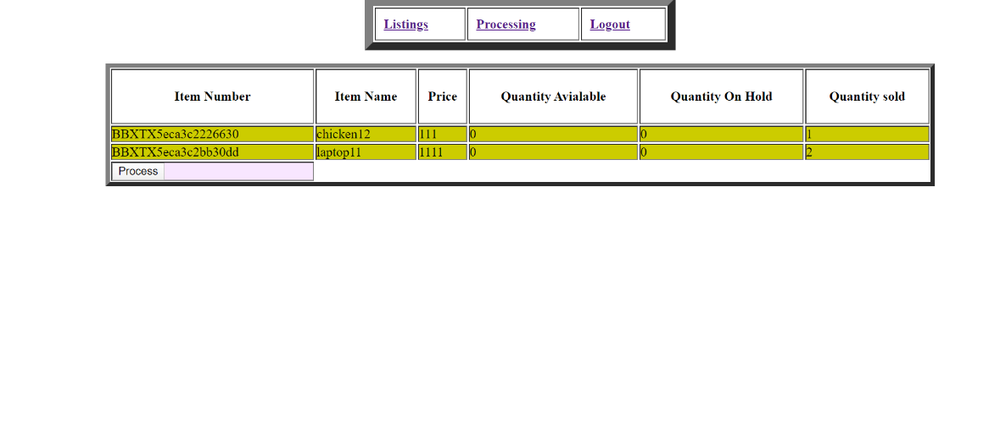 Listings Processing Logout
Item Number Item Name Price Quantity Avialable Quantity On Hold Quantity sold
BBXTX5eca3c2226630 chicken12 111 0 0 1
BBXTX5eca3c2bb30dd laptop11 1111 0 0 2
Process